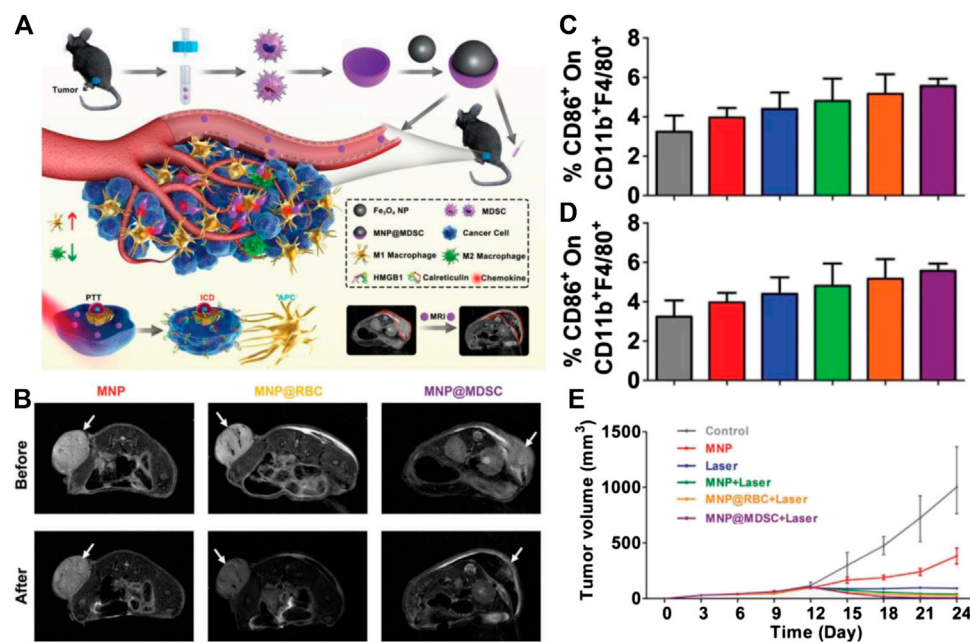 A
Tumor
Fe₃O₄ NP
MDSC
MNP@MDSC
Cancer Cell
M1 Macrophage
M2 Macrophage
HMGB1
Calreticulin
Chemokine
PTT
ICD
APC
MRI
B
MNP
MNP@RBC
MNP@MDSC
Before
After
C
% CD86⁺ On
CD11b⁺F4/80⁺
6
4
2
0
D
% CD86⁺ On
CD11b⁺F4/80⁺
6
4
2
0
E
Tumor volume (mm³)
1500
1000
500
0
Control
MNP
Laser
MNP+Laser
MNP@RBC+Laser
MNP@MDSC+Laser
0 3 6 9 12 15 18 21 24
Time (Day)